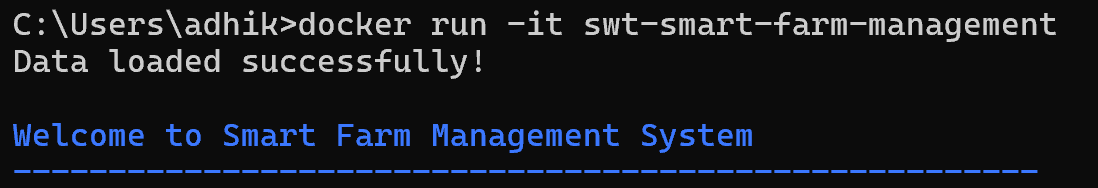 C:\Users\adhik>docker run -it swt-smart-farm-management
Data loaded successfully!
Welcome to Smart Farm Management System
------------------------------------------------------